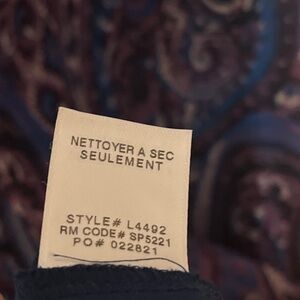 NETTOYER A SEC
SEULEMENT
STYLE# L4492
RM CODE# SP5221
PO# 022821